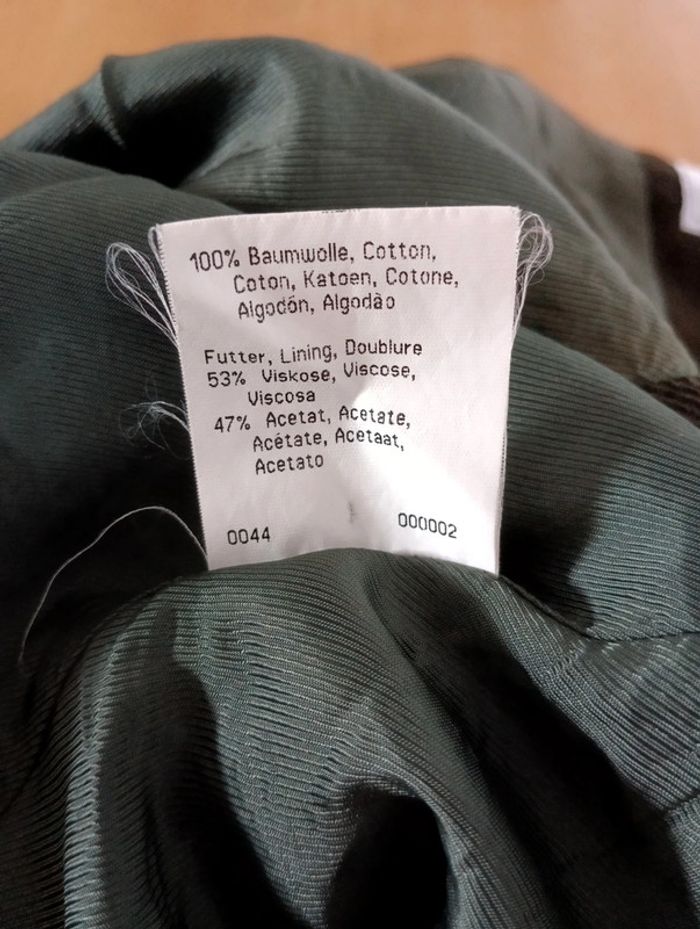 100% Baumwolle, Cotton,
Coton, Katoen, Cotone,
Algodón, Algodão
Futter, Lining, Doublure
53% Viskose, Viscose,
Viscosa
47% Acetat, Acetate,
Acétate, Acetaat,
Acetato
0044 000002